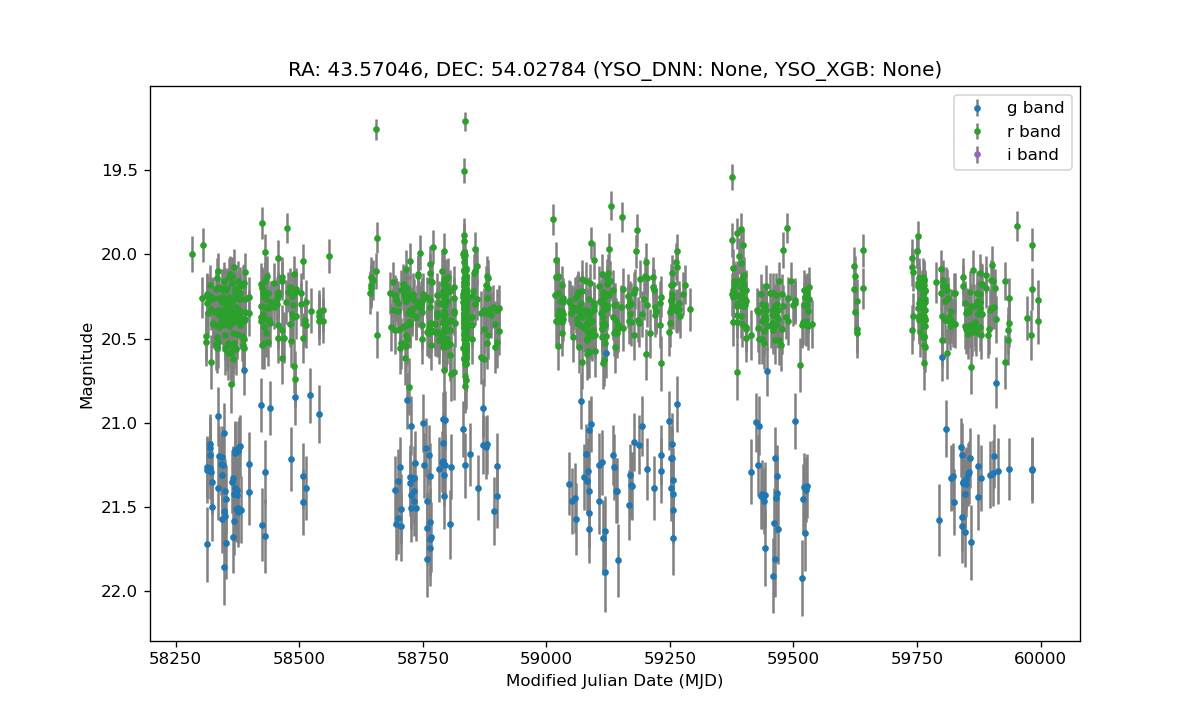 RA: 43.57046, DEC: 54.02784 (YSO_DNN: None, YSO_XGB: None)
g band
r band
i band
19.5
20.0
20.5
21.0
21.5
22.0
Magnitude
58250 58500 58750 59000 59250 59500 59750 60000
Modified Julian Date (MJD)